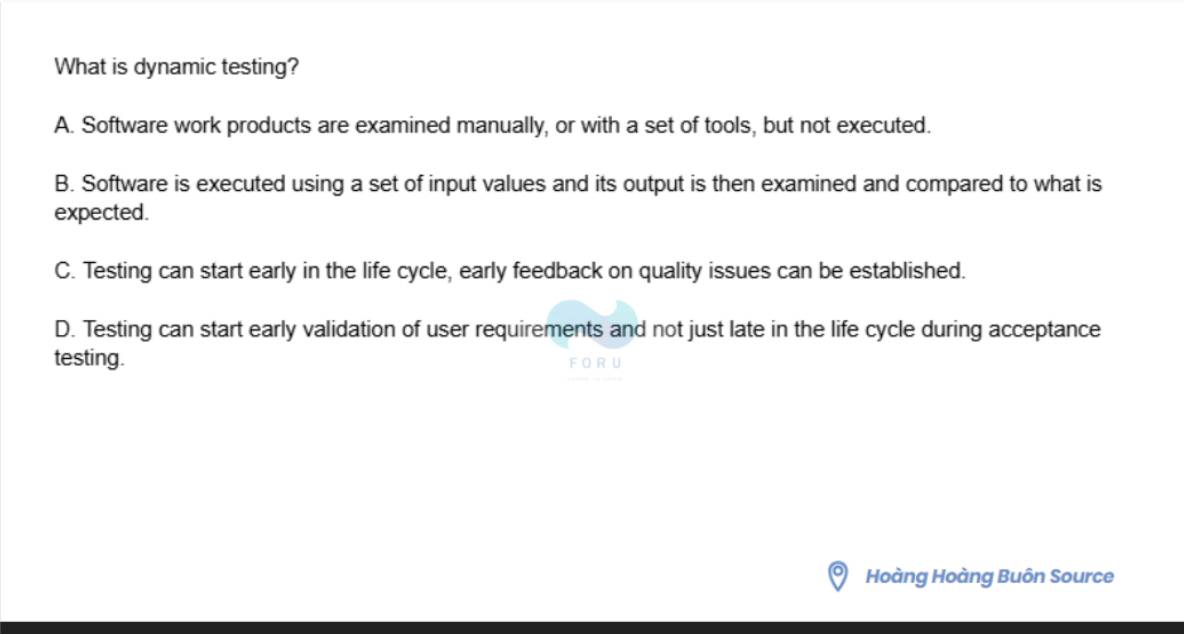 What is dynamic testing?
A. Software work products are examined manually, or with a set of tools, but not executed.
B. Software is executed using a set of input values and its output is then examined and compared to what is
expected.
C. Testing can start early in the life cycle, early feedback on quality issues can be established.
D. Testing can start early validation of user requirements and not just late in the life cycle during acceptance
testing.
FORU
Hoàng Hoàng Buôn Source